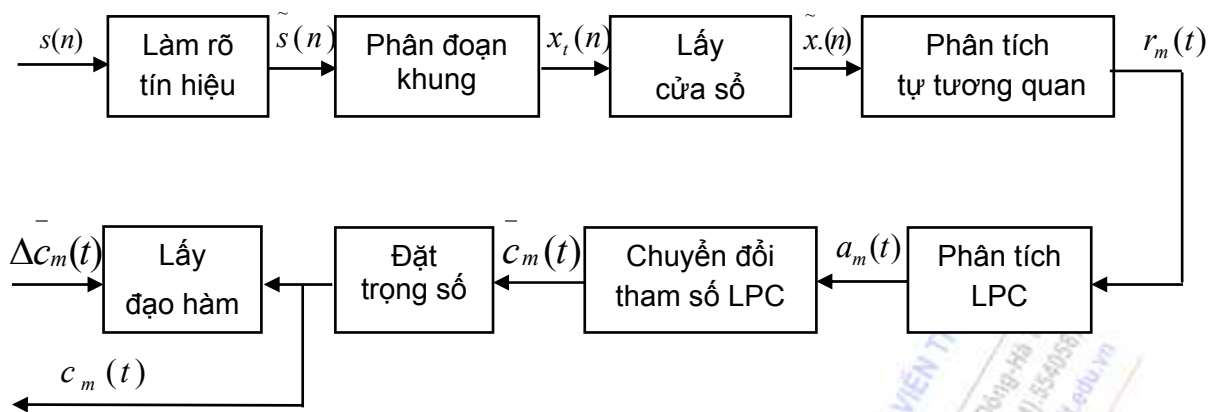 s(n)
Làm rõ
tín hiệu
s̃(n)
Phân đoạn
khung
x_t(n)
Lấy
cửa sổ
x̃.(n)
Phân tích
tự tương quan
r_m(t)
Δc̄_m(t)
Lấy
đạo hàm
Đặt
trọng số
c̄_m(t)
Chuyển đổi
tham số LPC
a_m(t)
Phân tích
LPC
c_m(t)
VIỆN